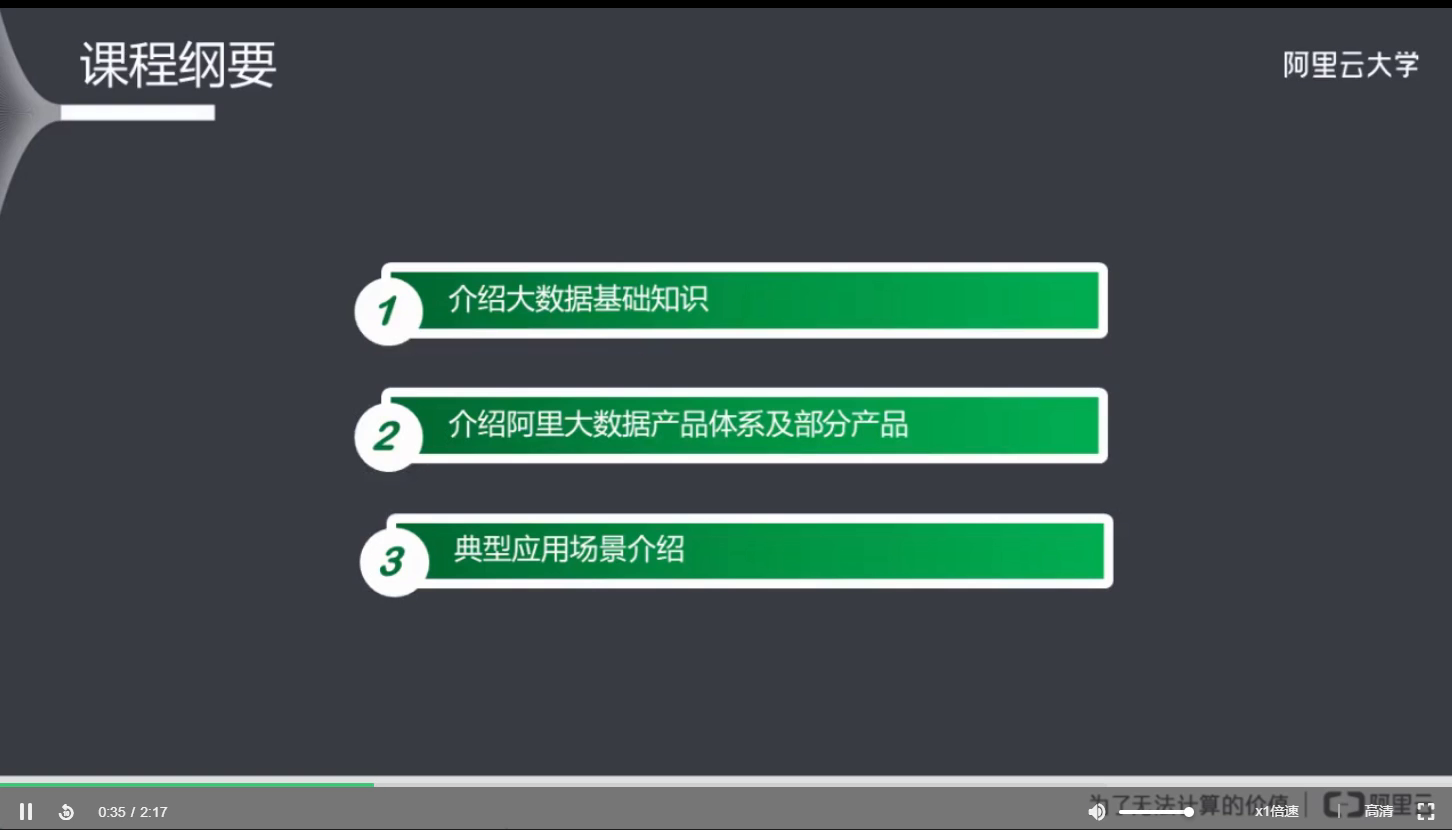 课程纲要
阿里云大学
1 介绍大数据基础知识
2 介绍阿里大数据产品体系及部分产品
3 典型应用场景介绍
为了无法计算的价值 | 阿里云
0:35 / 2:17
x1倍速
高清